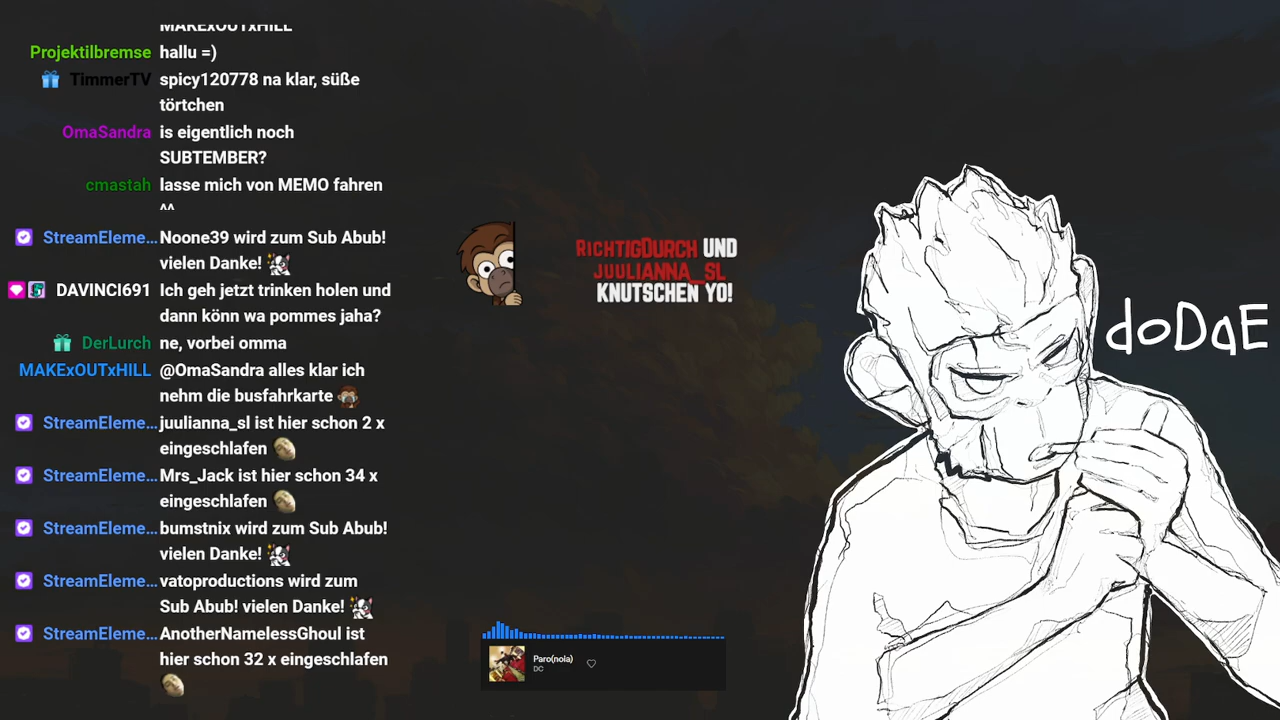 MAKExOUTxHILL
Projektilbremse hallu =)
TimmerTV spicy120778 na klar, süße
törtchen
OmaSandra is eigentlich noch
SUBTEMBER?
cmastah lasse mich von MEMO fahren
^^
StreamEleme... Noone39 wird zum Sub Abub!
vielen Danke!
DAVINCI691 Ich geh jetzt trinken holen und
dann könn wa pommes jaha?
DerLurch ne, vorbei omma
MAKExOUTxHILL @OmaSandra alles klar ich
nehm die busfahrkarte
StreamEleme... juulianna_sl ist hier schon 2 x
eingeschlafen
StreamEleme... Mrs_Jack ist hier schon 34 x
eingeschlafen
StreamEleme... bumstnix wird zum Sub Abub!
vielen Danke!
StreamEleme... vatoproductions wird zum
Sub Abub! vielen Danke!
StreamEleme... AnotherNamelessGhoul ist
hier schon 32 x eingeschlafen
RICHTIGDURCH UND
JUULIANNA_SL
KNUTSCHEN YO!
doDaE
Paro(noia)
DC